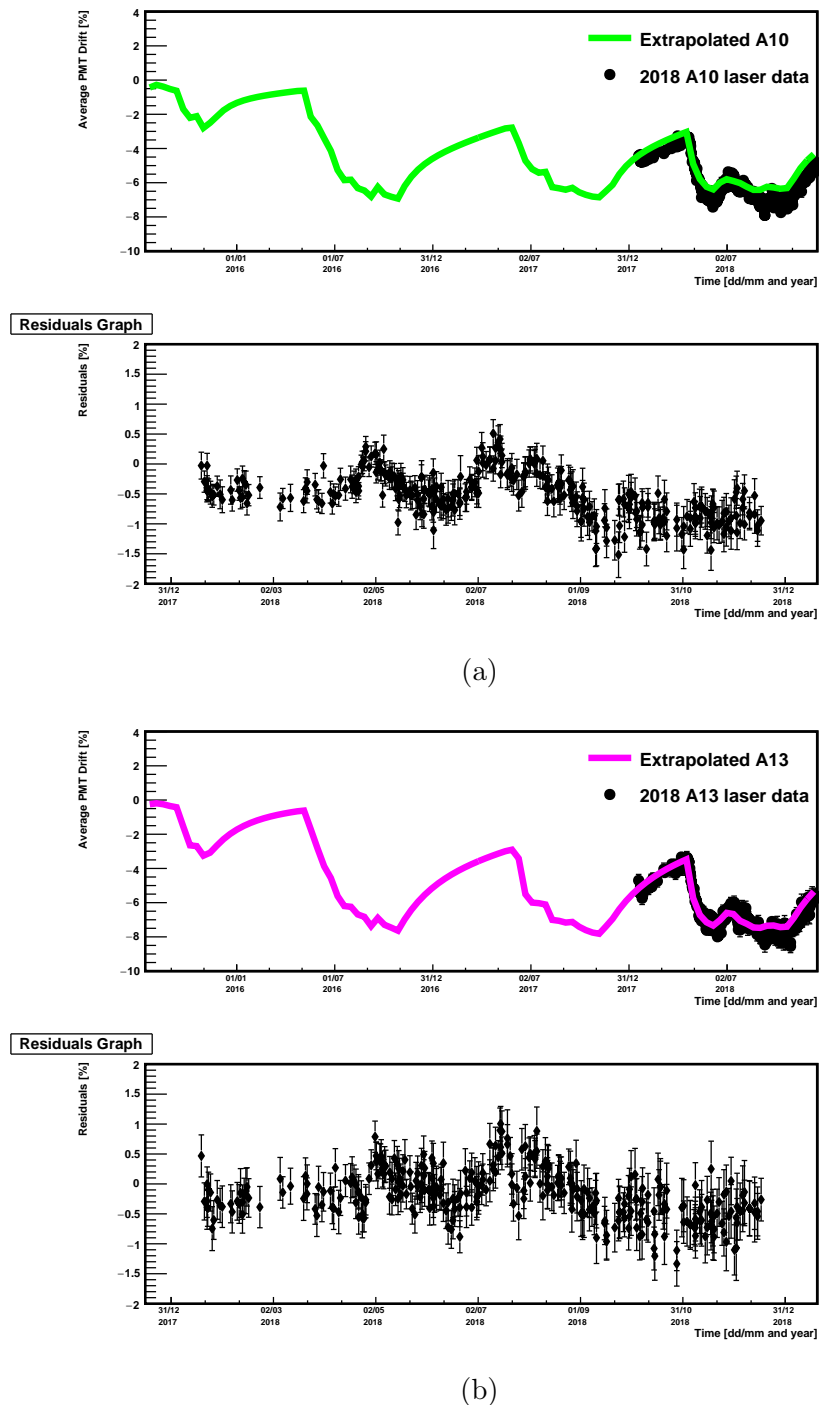 Average PMT Drift [%]
4
2
0
−2
−4
−6
−8
−10
Extrapolated A10
2018 A10 laser data
01/01 01/07 31/12 02/07 31/12 02/07
2016 2016 2016 2017 2017 2018
Time [dd/mm and year]
Residuals Graph
Residuals [%]
2
1.5
1
0.5
0
−0.5
−1
−1.5
−2
31/12 02/03 02/05 02/07 01/09 31/10 31/12
2017 2018 2018 2018 2018 2018 2018
Time [dd/mm and year]
(a)
Average PMT Drift [%]
4
2
0
−2
−4
−6
−8
−10
Extrapolated A13
2018 A13 laser data
01/01 01/07 31/12 02/07 31/12 02/07
2016 2016 2016 2017 2017 2018
Time [dd/mm and year]
Residuals Graph
Residuals [%]
2
1.5
1
0.5
0
−0.5
−1
−1.5
−2
31/12 02/03 02/05 02/07 01/09 31/10 31/12
2017 2018 2018 2018 2018 2018 2018
Time [dd/mm and year]
(b)